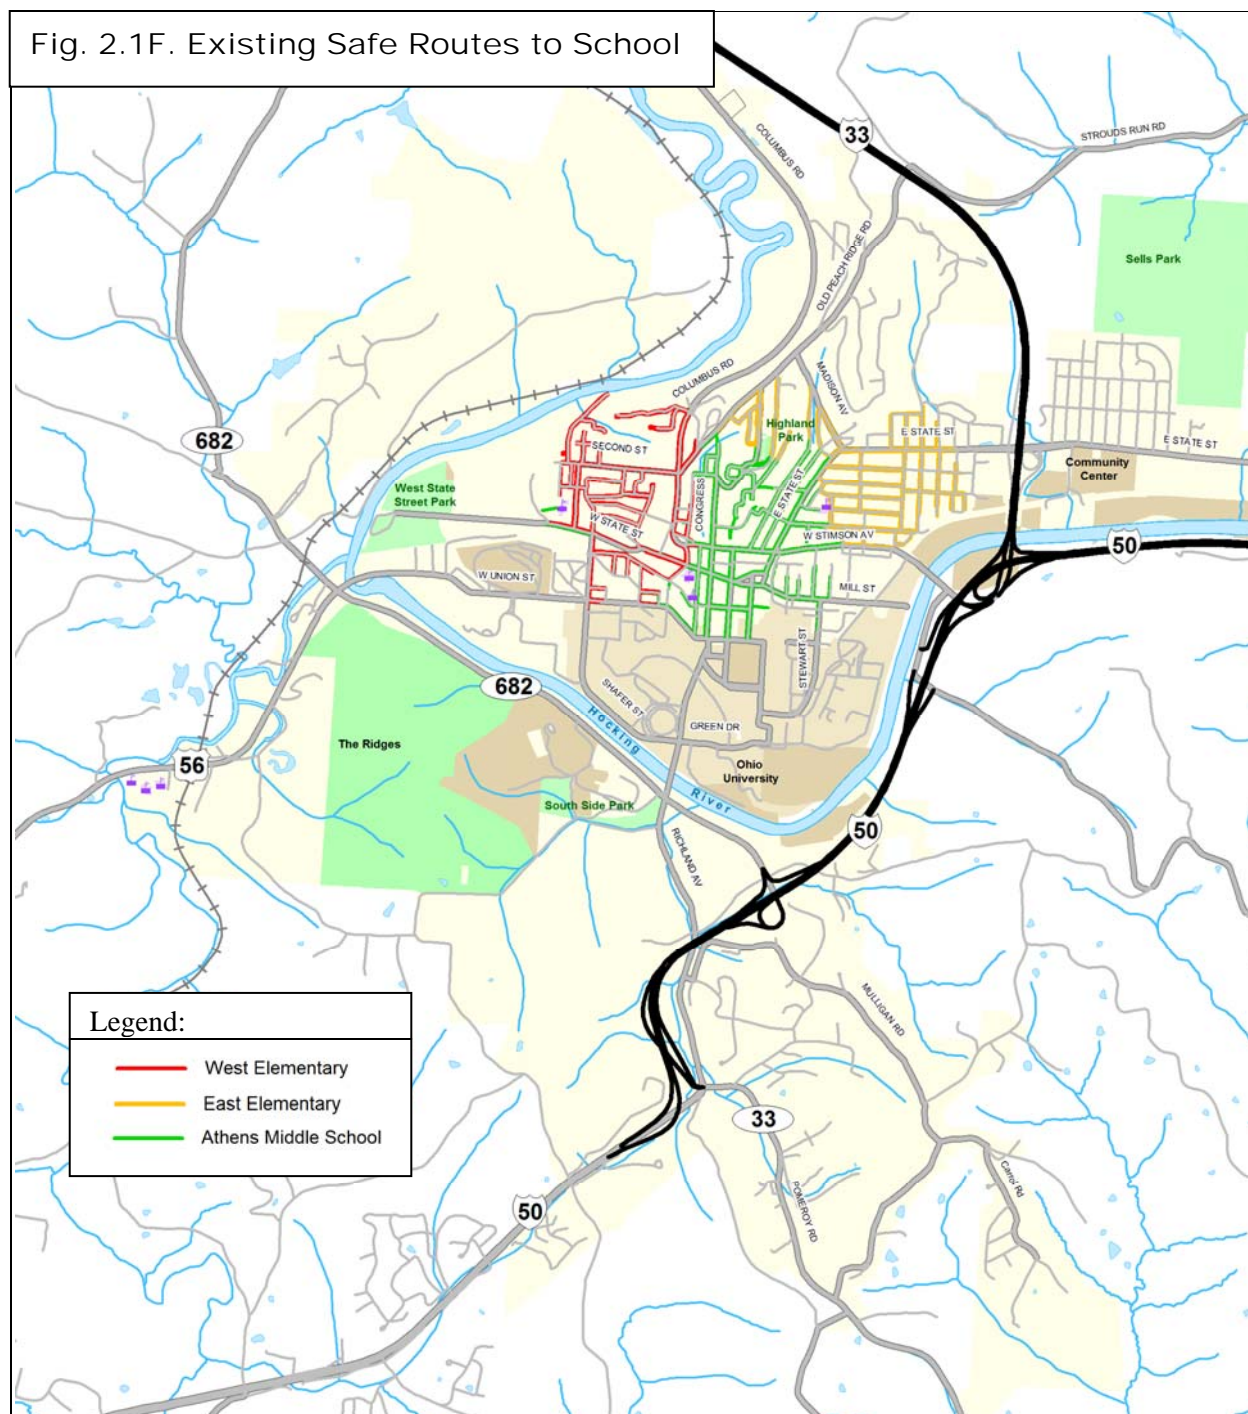 Fig. 2.1F. Existing Safe Routes to School
33
STROUDS RUN RD
COLUMBUS RD
OLD PEACH RIDGE RD
Sells Park
COLUMBUS RD
MADISON AV
682
Highland
Park
E STATE ST
E STATE ST
SECOND ST
Community
Center
West State
Street Park
CONGRESS
E STATE ST
W STATE ST
W STIMSON AV
50
W UNION ST
MILL ST
STEWART ST
682
SHAFER ST
Hocking
GREEN DR
The Ridges
56
Ohio
University
River
South Side Park
50
RICHLAND AV
MULLIGAN RD
Legend:
West Elementary
East Elementary
Athens Middle School
33
Carrol Rd
POMEROY RD
50